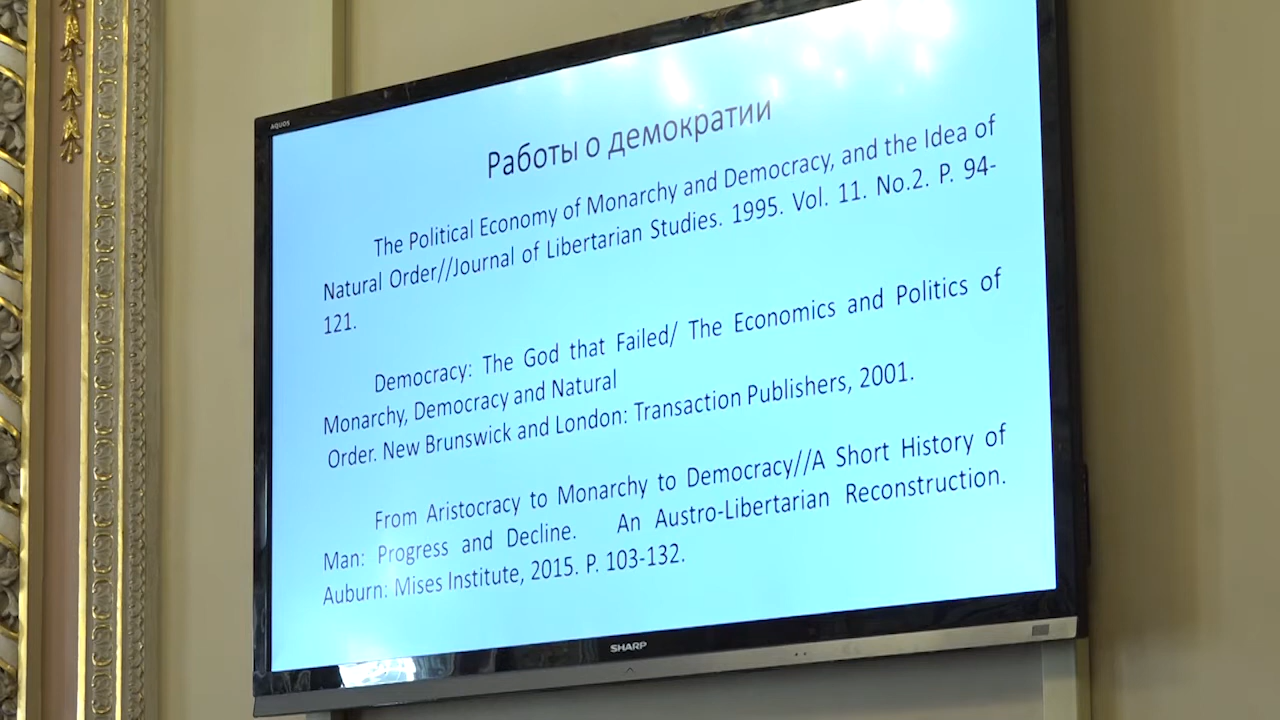 AQUOS
Работы о демократии
The Political Economy of Monarchy and Democracy, and the Idea of
Natural Order//Journal of Libertarian Studies. 1995. Vol. 11. No.2. P. 94-
121.
Democracy: The God that Failed/ The Economics and Politics of
Monarchy, Democracy and Natural
Order. New Brunswick and London: Transaction Publishers, 2001.
From Aristocracy to Monarchy to Democracy//A Short History of
Man: Progress and Decline. An Austro-Libertarian Reconstruction.
Auburn: Mises Institute, 2015. P. 103-132.
SHARP